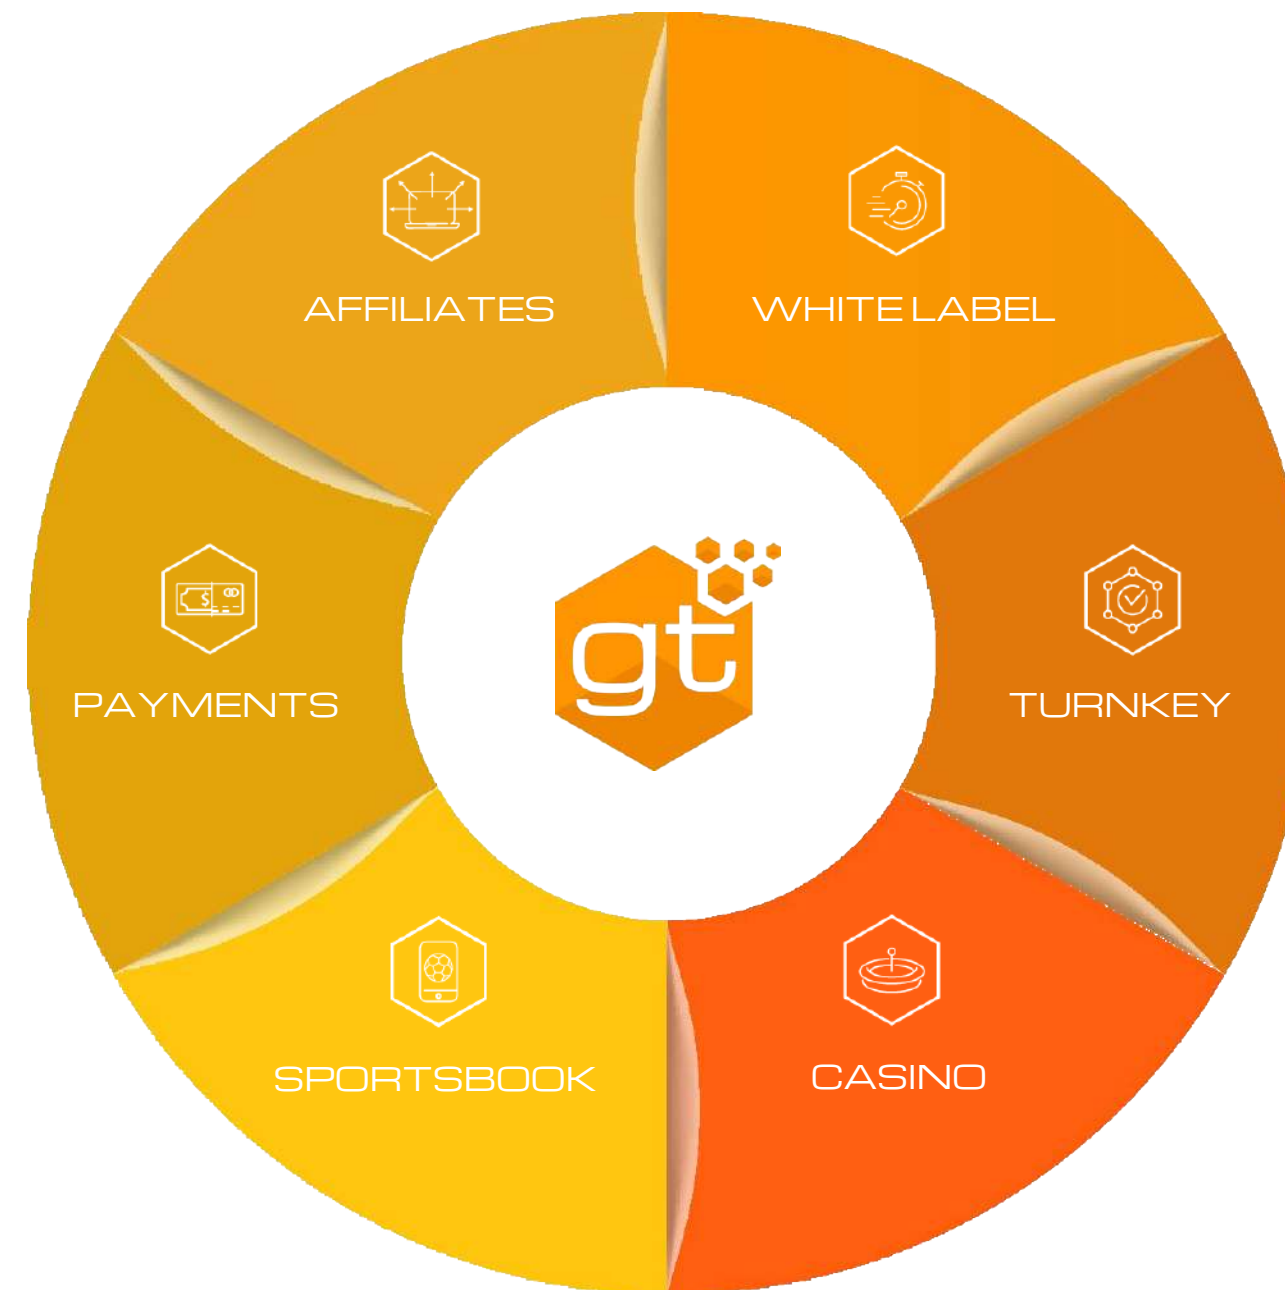 AFFILIATES
WHITE LABEL
gt
PAYMENTS
$
TURNKEY
SPORTSBOOK
CASINO